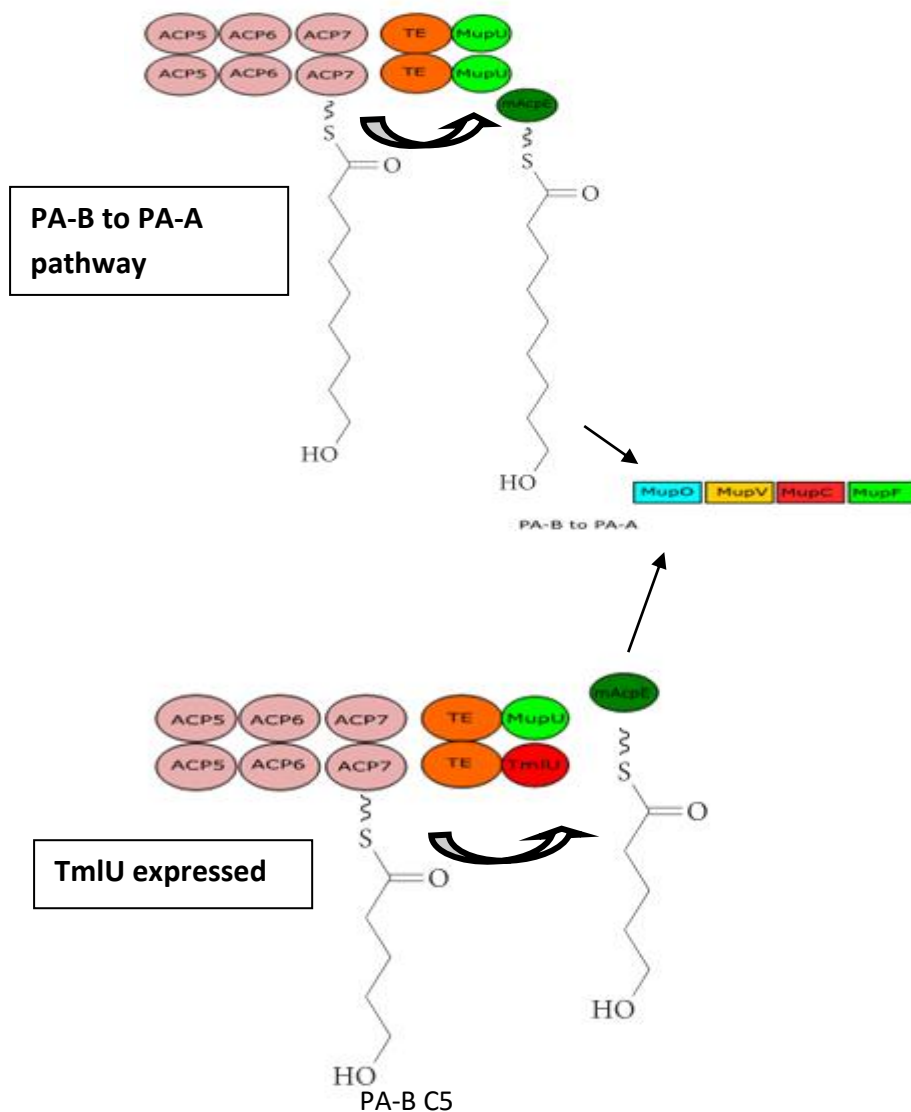 ACP5 ACP6 ACP7 TE MupU
ACP5 ACP6 ACP7 TE MupU
mAcpE
S S
O
O
PA-B to PA-A
pathway
HO
HO
MupO MupV MupC MupF
PA-B to PA-A
mAcpE
ACP5 ACP6 ACP7 TE MupU
ACP5 ACP6 ACP7 TE TmlU
S
S
O
O
TmlU expressed
HO
HO
PA-B C5